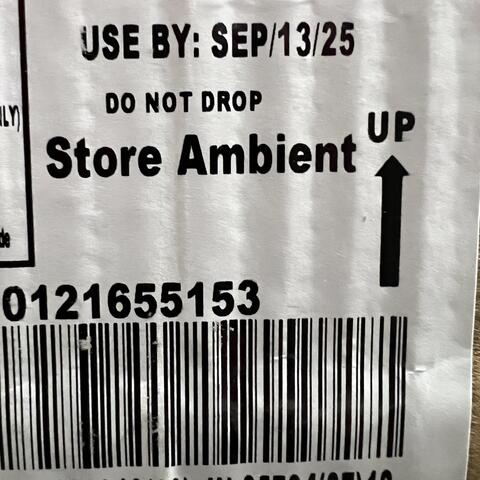 USE BY: SEP/13/25
DO NOT DROP
UP
Store Ambient
0121655153